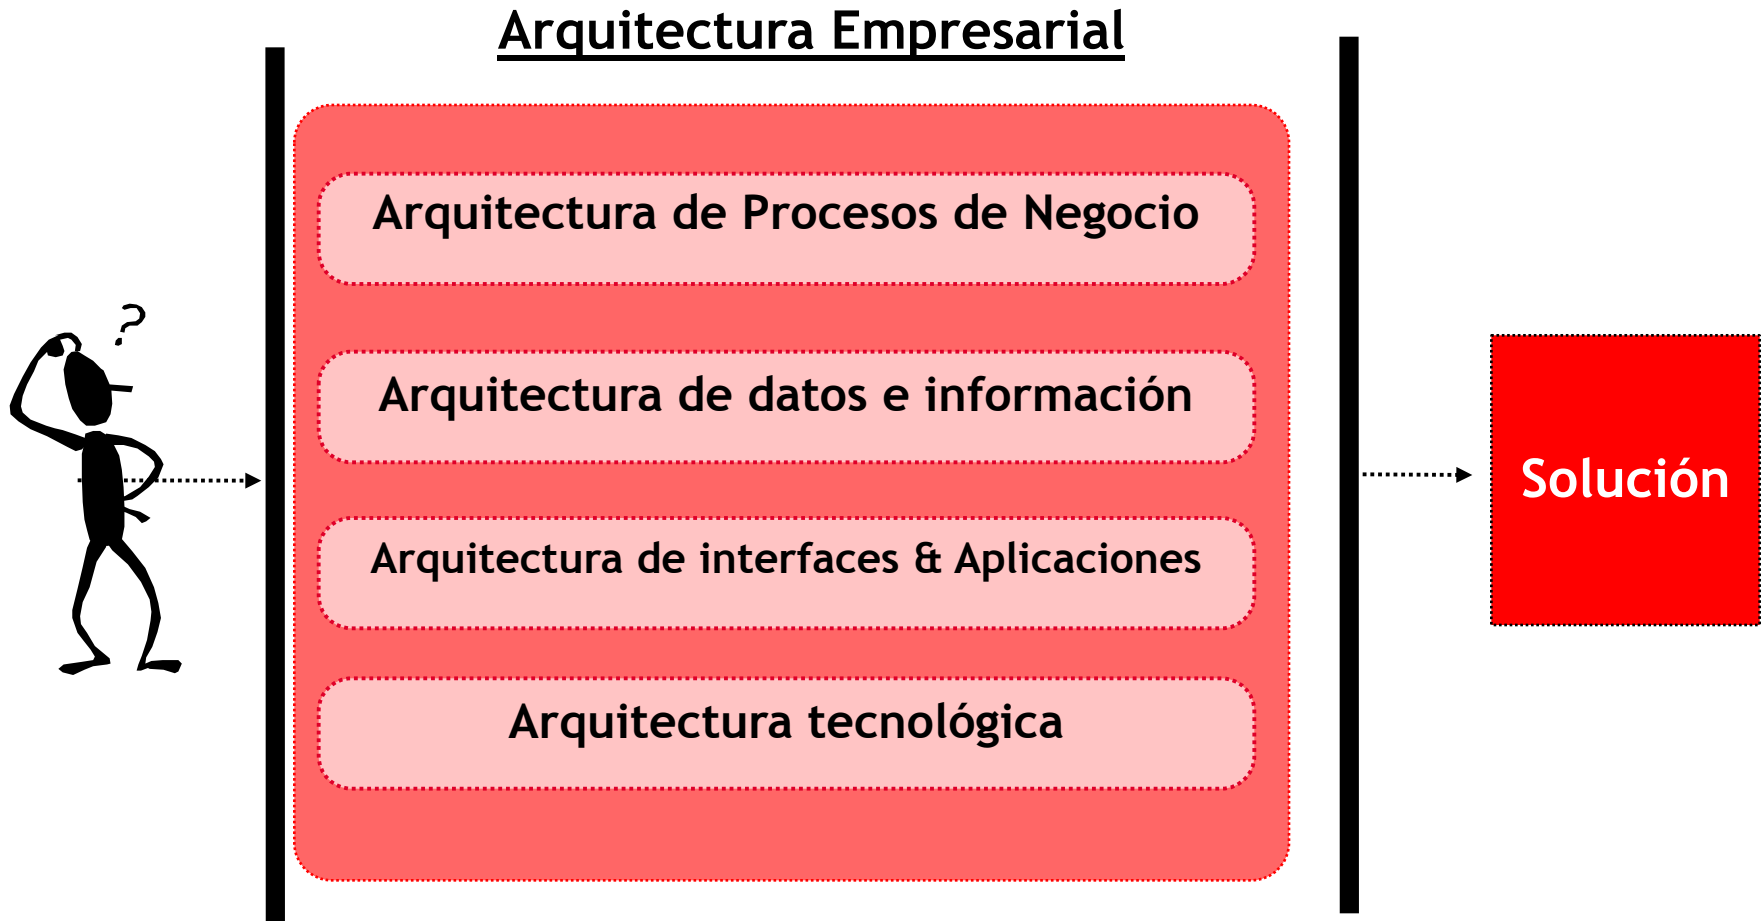 Arquitectura Empresarial
Arquitectura de Procesos de Negocio
?
Arquitectura de datos e información
Arquitectura de interfaces & Aplicaciones
Solución
Arquitectura tecnológica